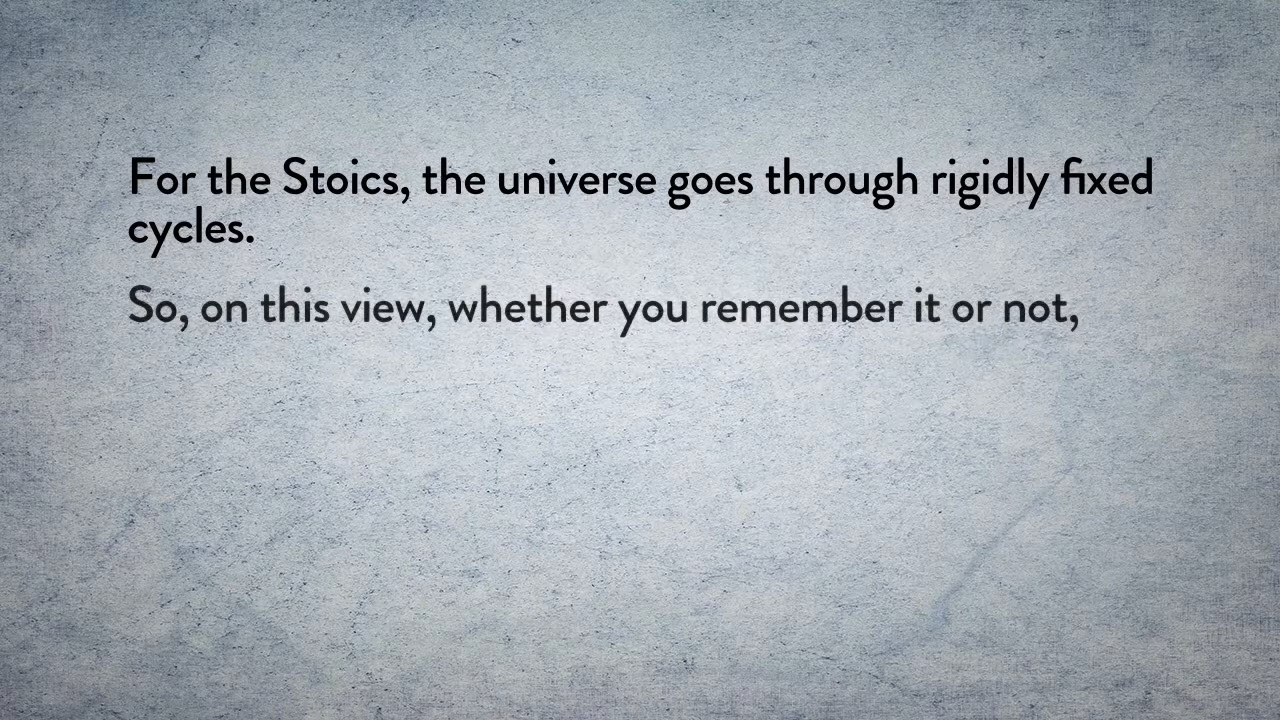 For the Stoics, the universe goes through rigidly fixed
cycles.
So, on this view, whether you remember it or not,